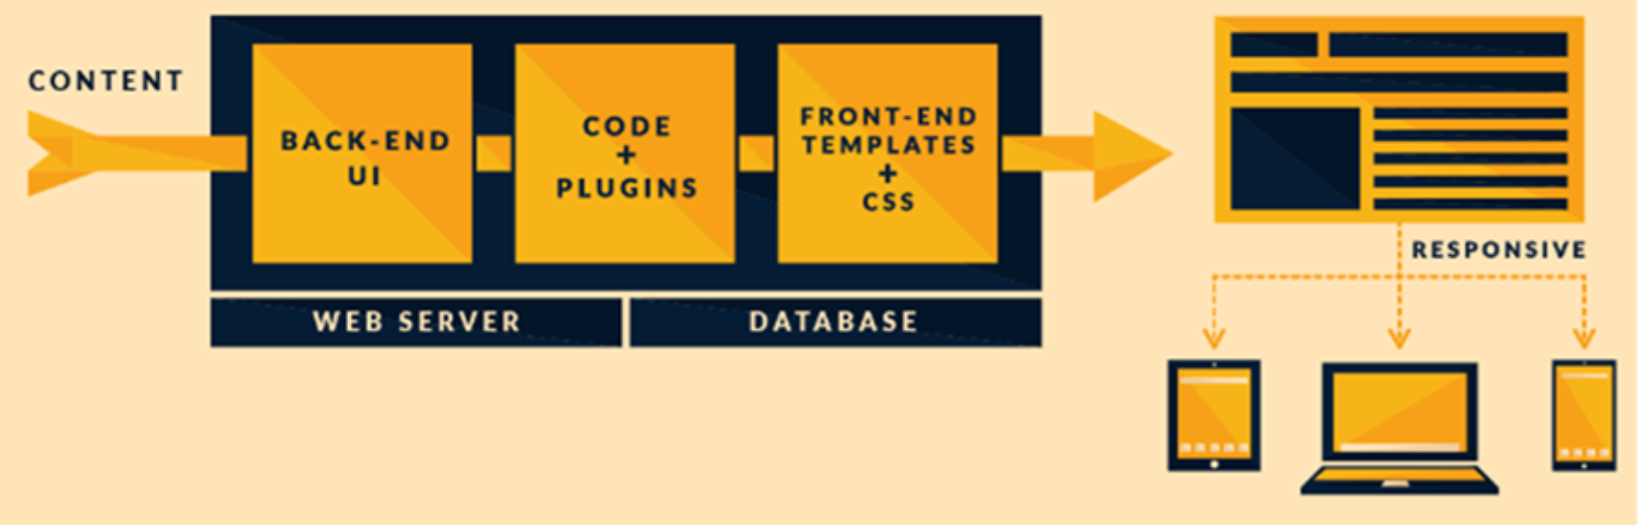 CONTENT
BACK-END
UI
CODE
+
PLUGINS
FRONT-END
TEMPLATES
+
CSS
WEB SERVER
DATABASE
RESPONSIVE